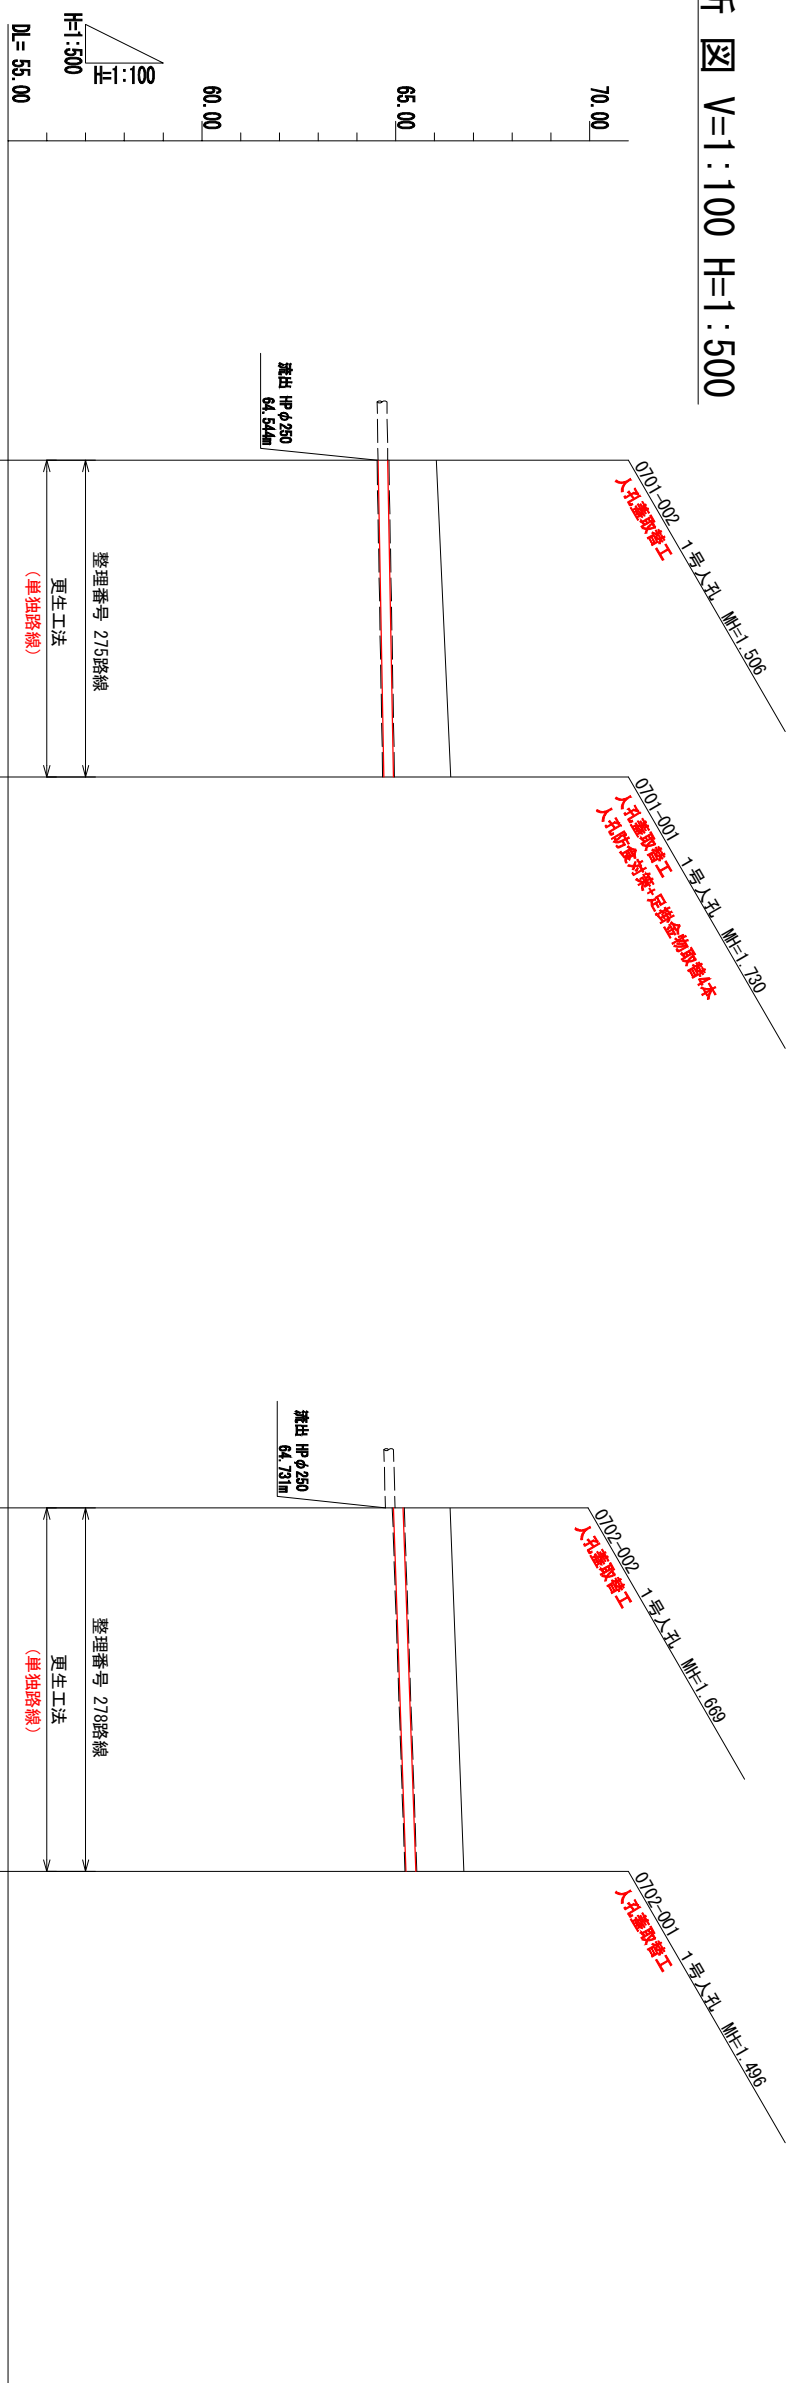 図 V=1:100 H=1:500
70.00
65.00
60.00
DL= 55.00
H=1:500
V=1:100
0701-002 1号人孔 MH=1.506
人孔蓋取替工
流出 HPφ250
64.544m
整理番号 275路線
更生工法
(単独路線)
0701-001 1号人孔 MH=1.730
人孔蓋取替工
人孔防食対策+足掛金物取替4本
0702-002 1号人孔 MH=1.669
人孔蓋取替工
流出 HPφ250
64.731m
整理番号 278路線
更生工法
(単独路線)
0702-001 1号人孔 MH=1.496
人孔蓋取替工